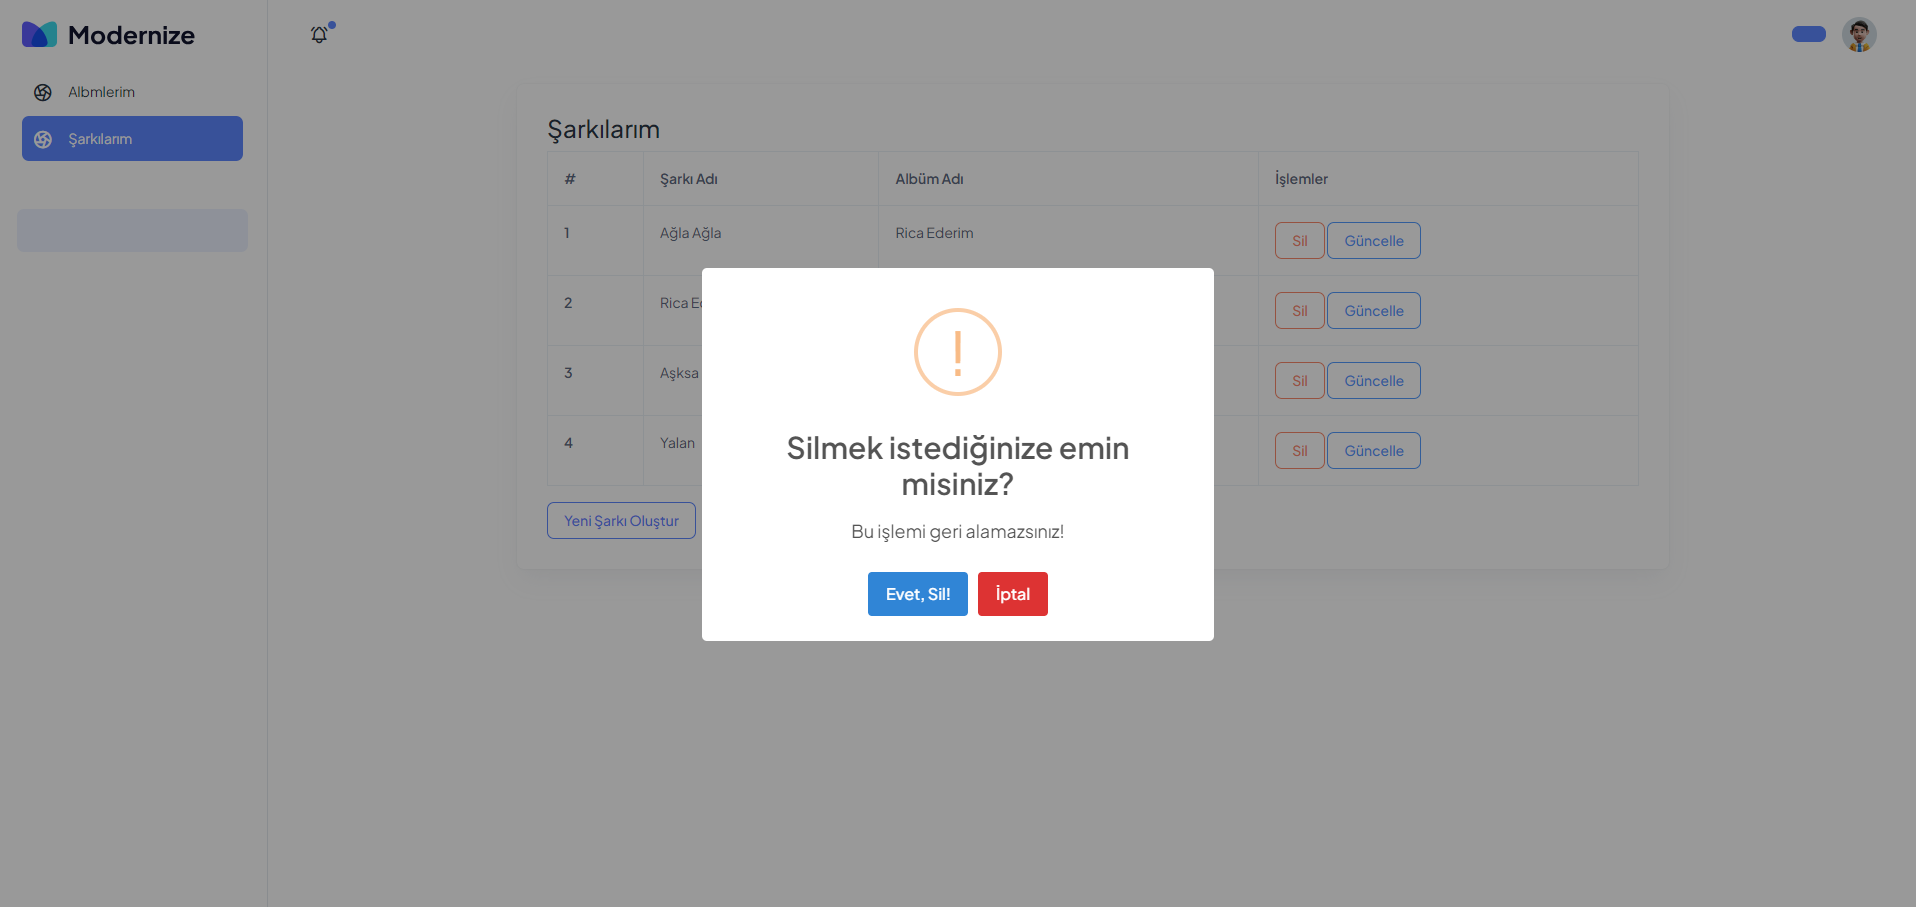 Modernize
Albmlerim
Şarkılarım
Şarkılarım
# Şarkı Adı Albüm Adı İşlemler
1 Ağla Ağla Rica Ederim Sil Güncelle
2 Rica Sil Güncelle
3 Sil Güncelle
4 Yalan Sil Güncelle
Yeni Şarkı Oluştur
Silmek istediğinize emin
misiniz?
Bu işlemi geri alamazsınız!
Evet, Sil!
İptal